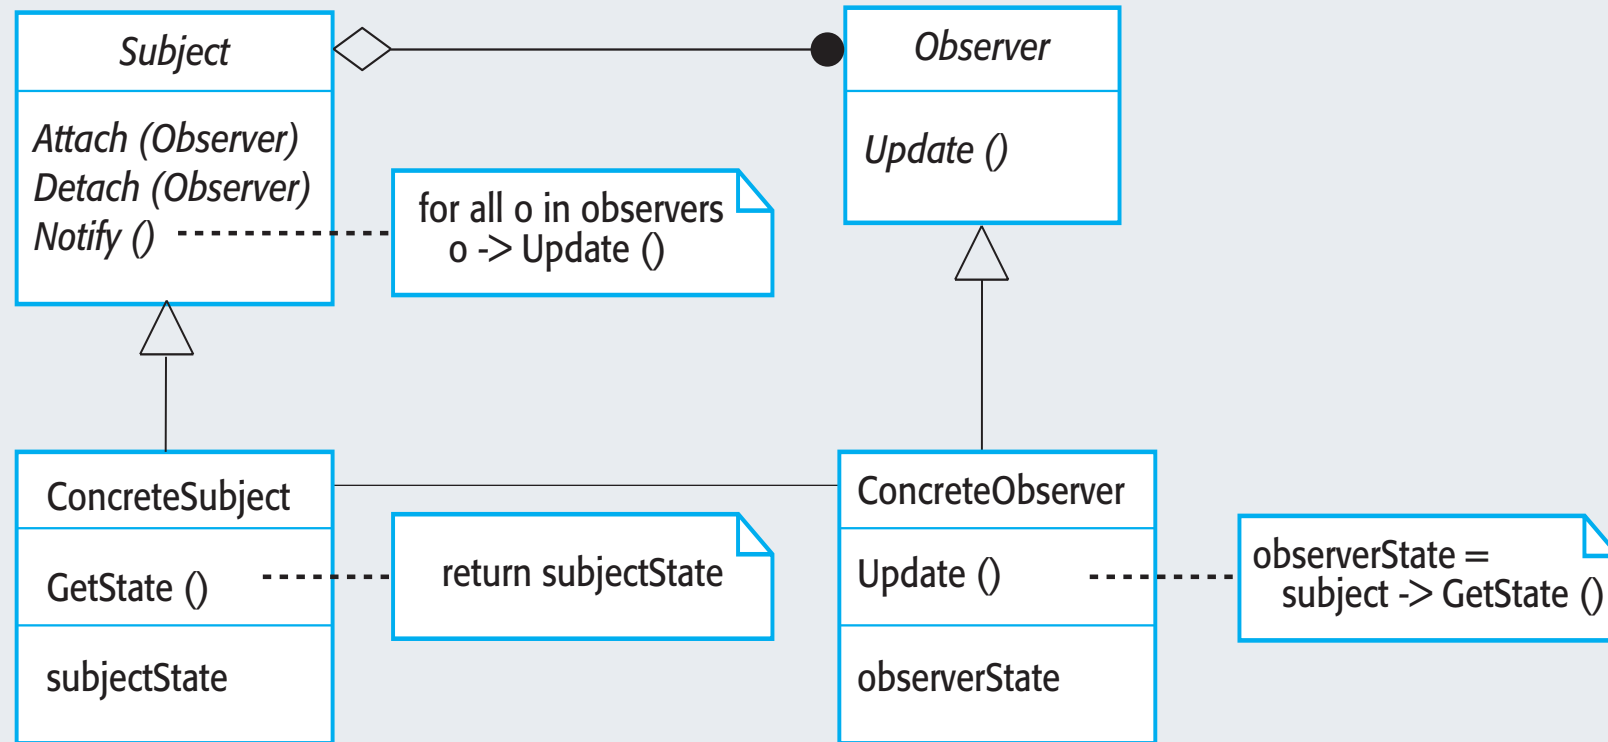 Subject
Attach (Observer)
Detach (Observer)
Notify ()
for all o in observers
o -> Update ()
Observer
Update ()
ConcreteSubject
GetState ()
subjectState
return subjectState
ConcreteObserver
Update ()
observerState
observerState =
subject -> GetState ()